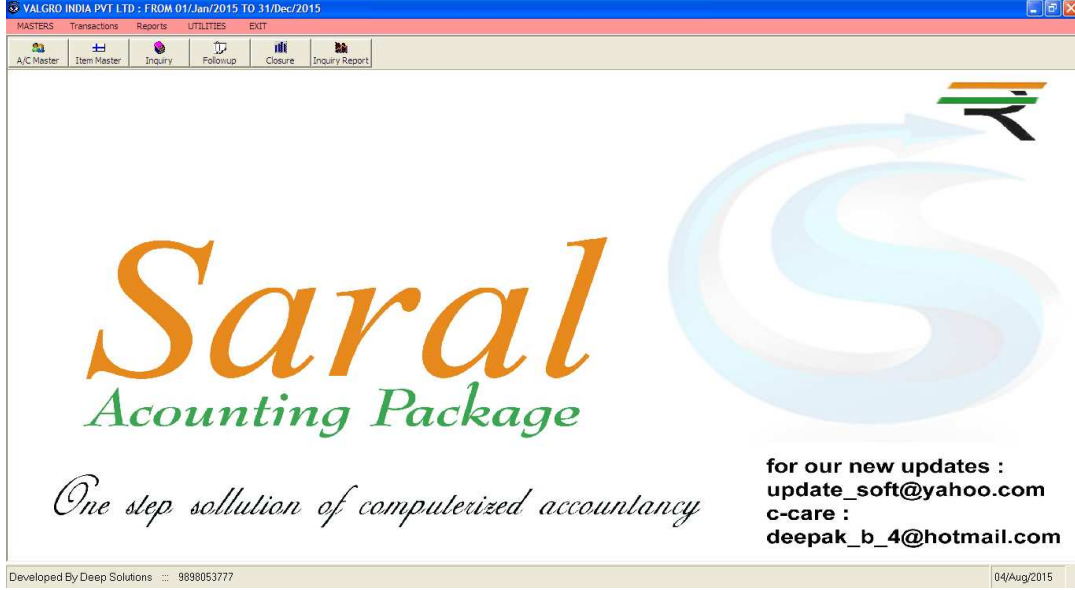 VALGRO INDIA PVT LTD : FROM 01/Jan/2015 TO 31/Dec/2015
MASTERS Transactions Reports UTILITIES EXIT
A/C Master Item Master Inquiry Followup Closure Inquiry Report
Saral
Acounting Package
One step sollution of computerized accountancy
for our new updates :
update_soft@yahoo.com
c-care :
deepak_b_4@hotmail.com
Developed By Deep Solutions ::: 9898053777 04/Aug/2015